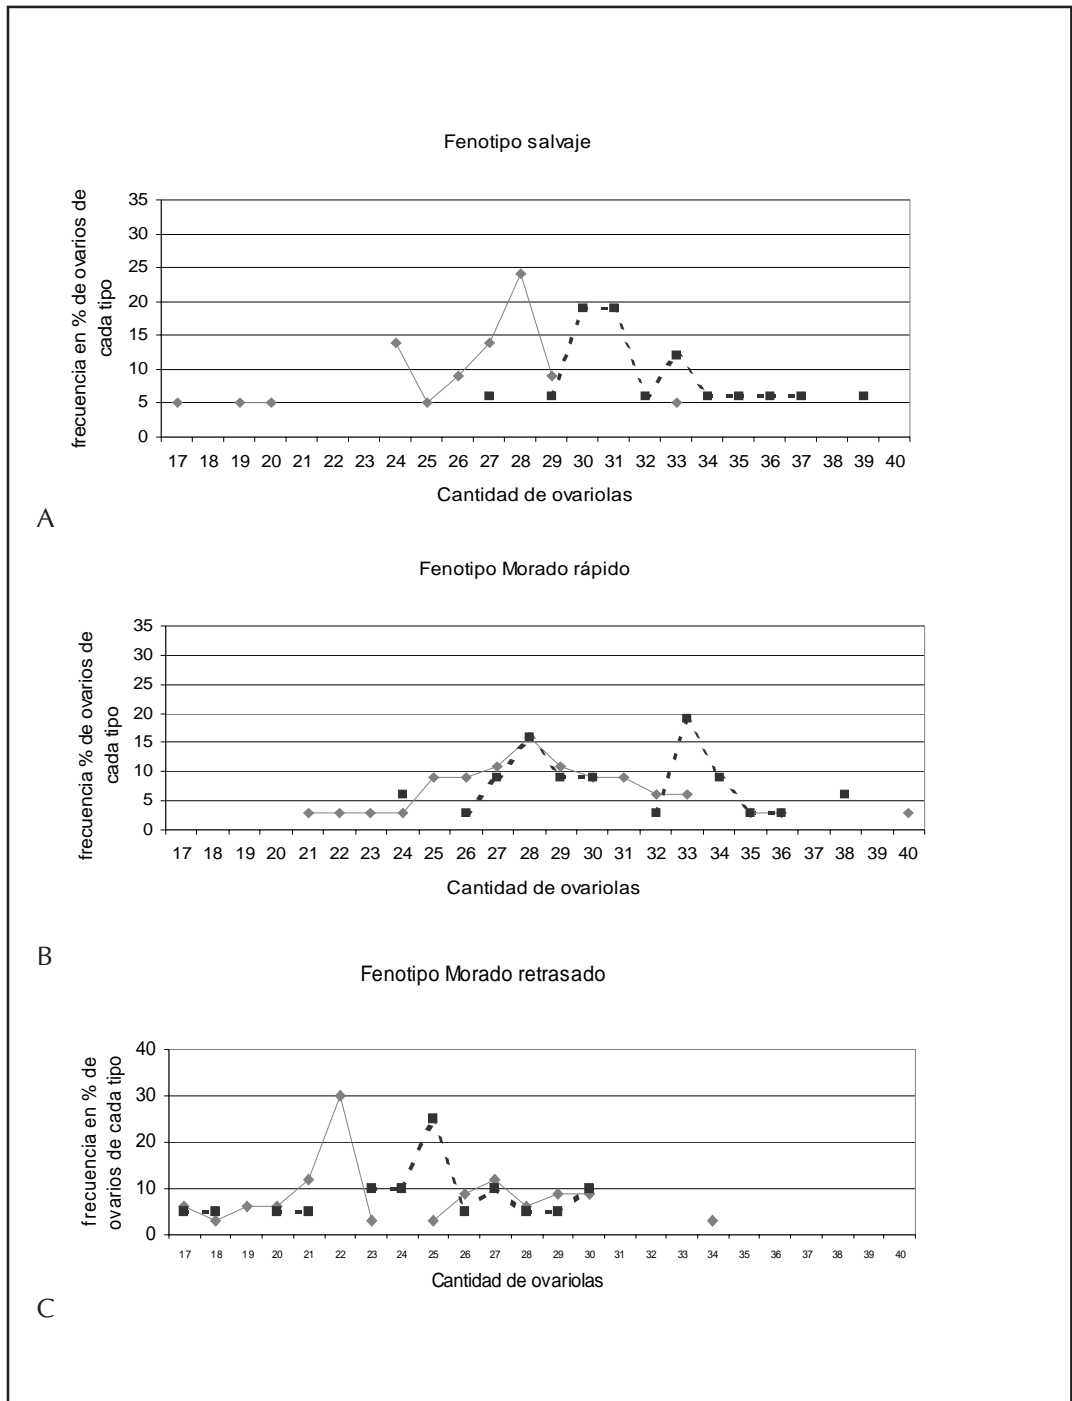 Fenotipo salvaje
frecuencia en % de ovarios de
cada tipo
35
30
25
20
15
10
5
0
17 18 19 20 21 22 23 24 25 26 27 28 29 30 31 32 33 34 35 36 37 38 39 40
Cantidad de ovariolas
A
Fenotipo Morado rápido
frecuencia % de ovarios de
cada tipo
35
30
25
20
15
10
5
0
17 18 19 20 21 22 23 24 25 26 27 28 29 30 31 32 33 34 35 36 37 38 39 40
Cantidad de ovariolas
B
Fenotipo Morado retrasado
frecuencia en % de
ovarios de cada tipo
40
30
20
10
0
17 18 19 20 21 22 23 24 25 26 27 28 29 30 31 32 33 34 35 36 37 38 39 40
Cantidad de ovariolas
C